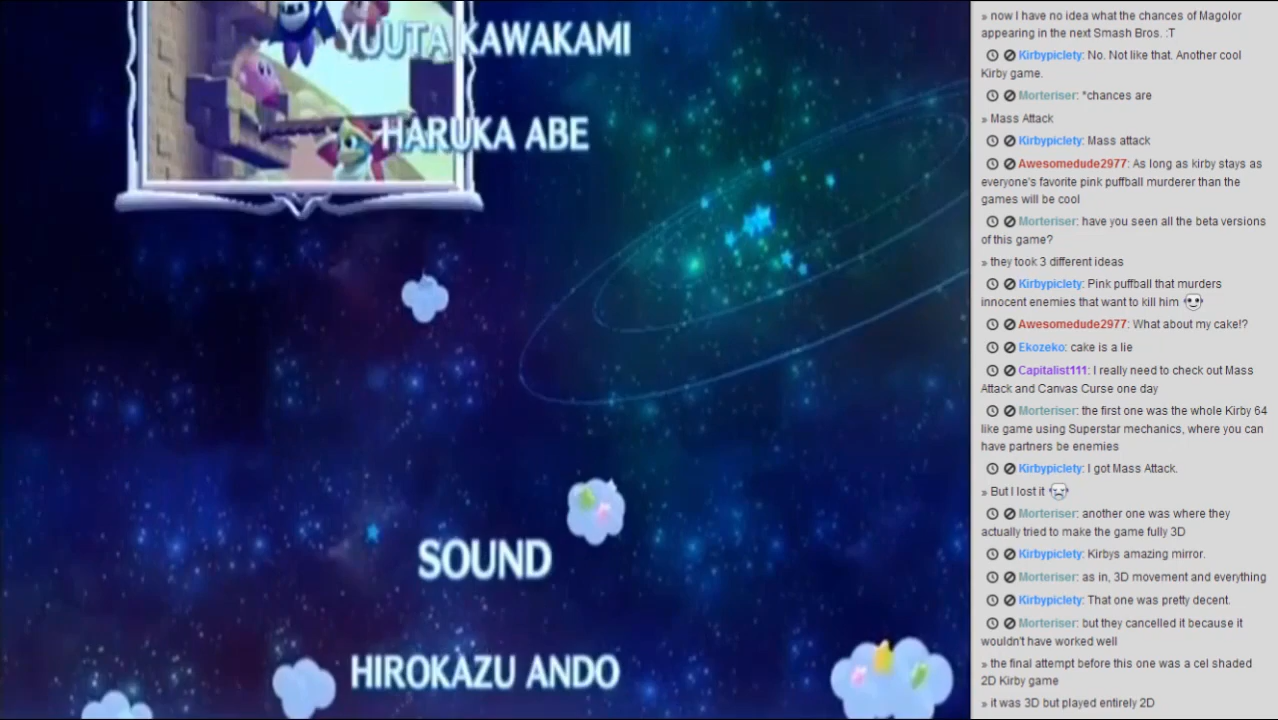 YUUTA KAWAKAMI
HARUKA ABE
SOUND
HIROKAZU ANDO
» now I have no idea what the chances of Magolor
appearing in the next Smash Bros. :T
Kirbypiclety: No. Not like that. Another cool
Kirby game.
Morteriser: *chances are
» Mass Attack
Kirbypiclety: Mass attack
Awesomedude2977: As long as kirby stays as
everyone's favorite pink puffball murderer than the
games will be cool
Morteriser: have you seen all the beta versions
of this game?
» they took 3 different ideas
Kirbypiclety: Pink puffball that murders
innocent enemies that want to kill him
Awesomedude2977: What about my cake!?
Ekozeko: cake is a lie
Capitalist111: I really need to check out Mass
Attack and Canvas Curse one day
Morteriser: the first one was the whole Kirby 64
like game using Superstar mechanics, where you can
have partners be enemies
Kirbypiclety: I got Mass Attack.
» But I lost it
Morteriser: another one was where they
actually tried to make the game fully 3D
Kirbypiclety: Kirbys amazing mirror.
Morteriser: as in, 3D movement and everything
Kirbypiclety: That one was pretty decent.
Morteriser: but they cancelled it because it
wouldn't have worked well
» the final attempt before this one was a cel shaded
2D Kirby game
» it was 3D but played entirely 2D